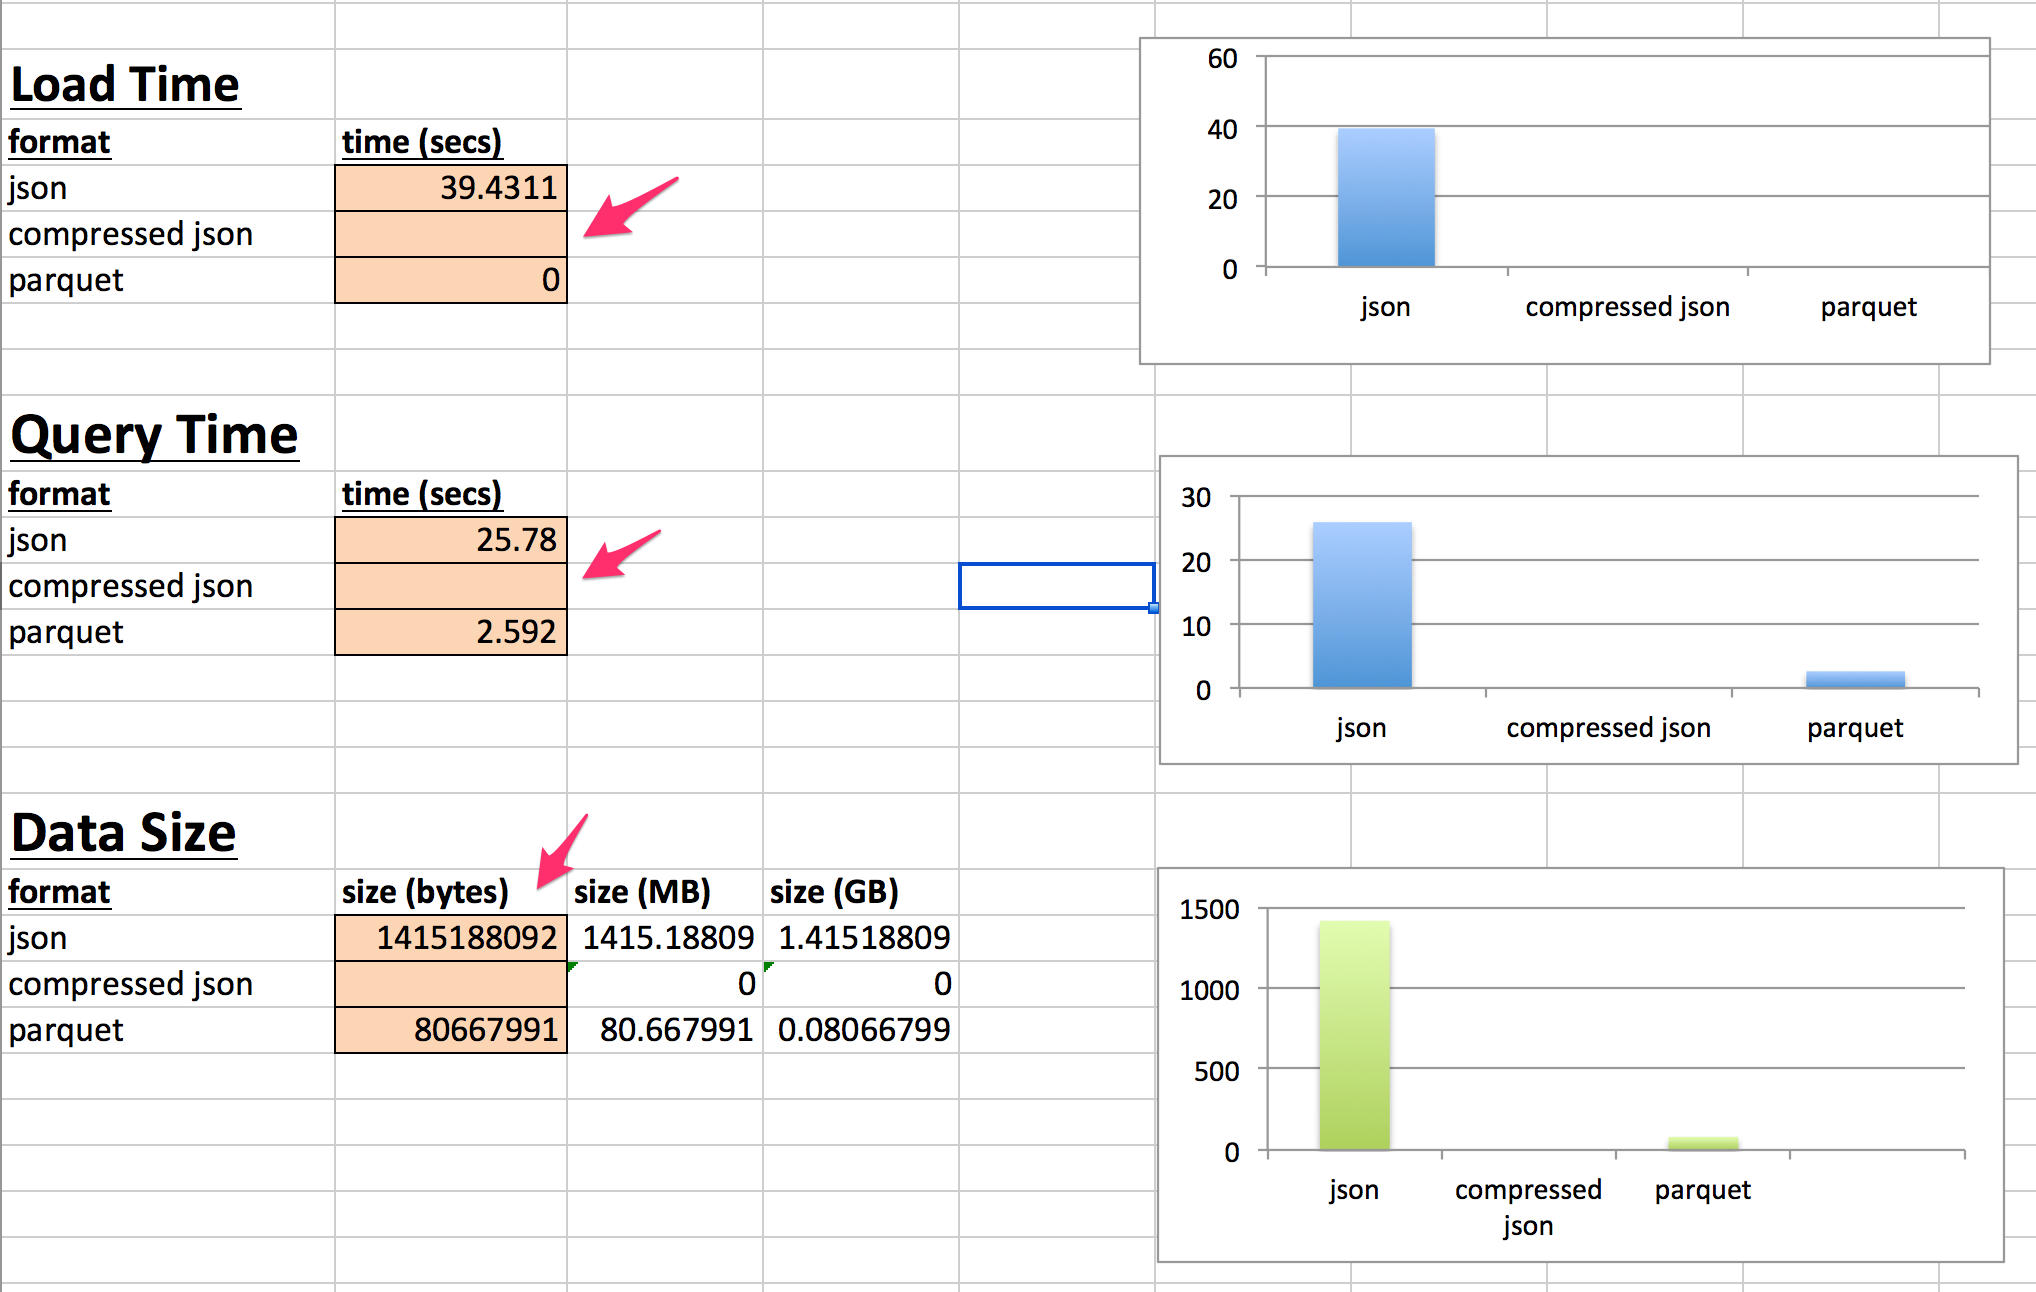 Load Time
format time (secs)
json 39.4311
compressed json
parquet 0
60
40
20
0
json compressed json parquet
Query Time
format time (secs)
json 25.78
compressed json
parquet 2.592
30
20
10
0
json compressed json parquet
Data Size
format size (bytes) size (MB) size (GB)
json 1415188092 1415.18809 1.41518809
compressed json 0 0
parquet 80667991 80.667991 0.08066799
1500
1000
500
0
json compressed parquet
json